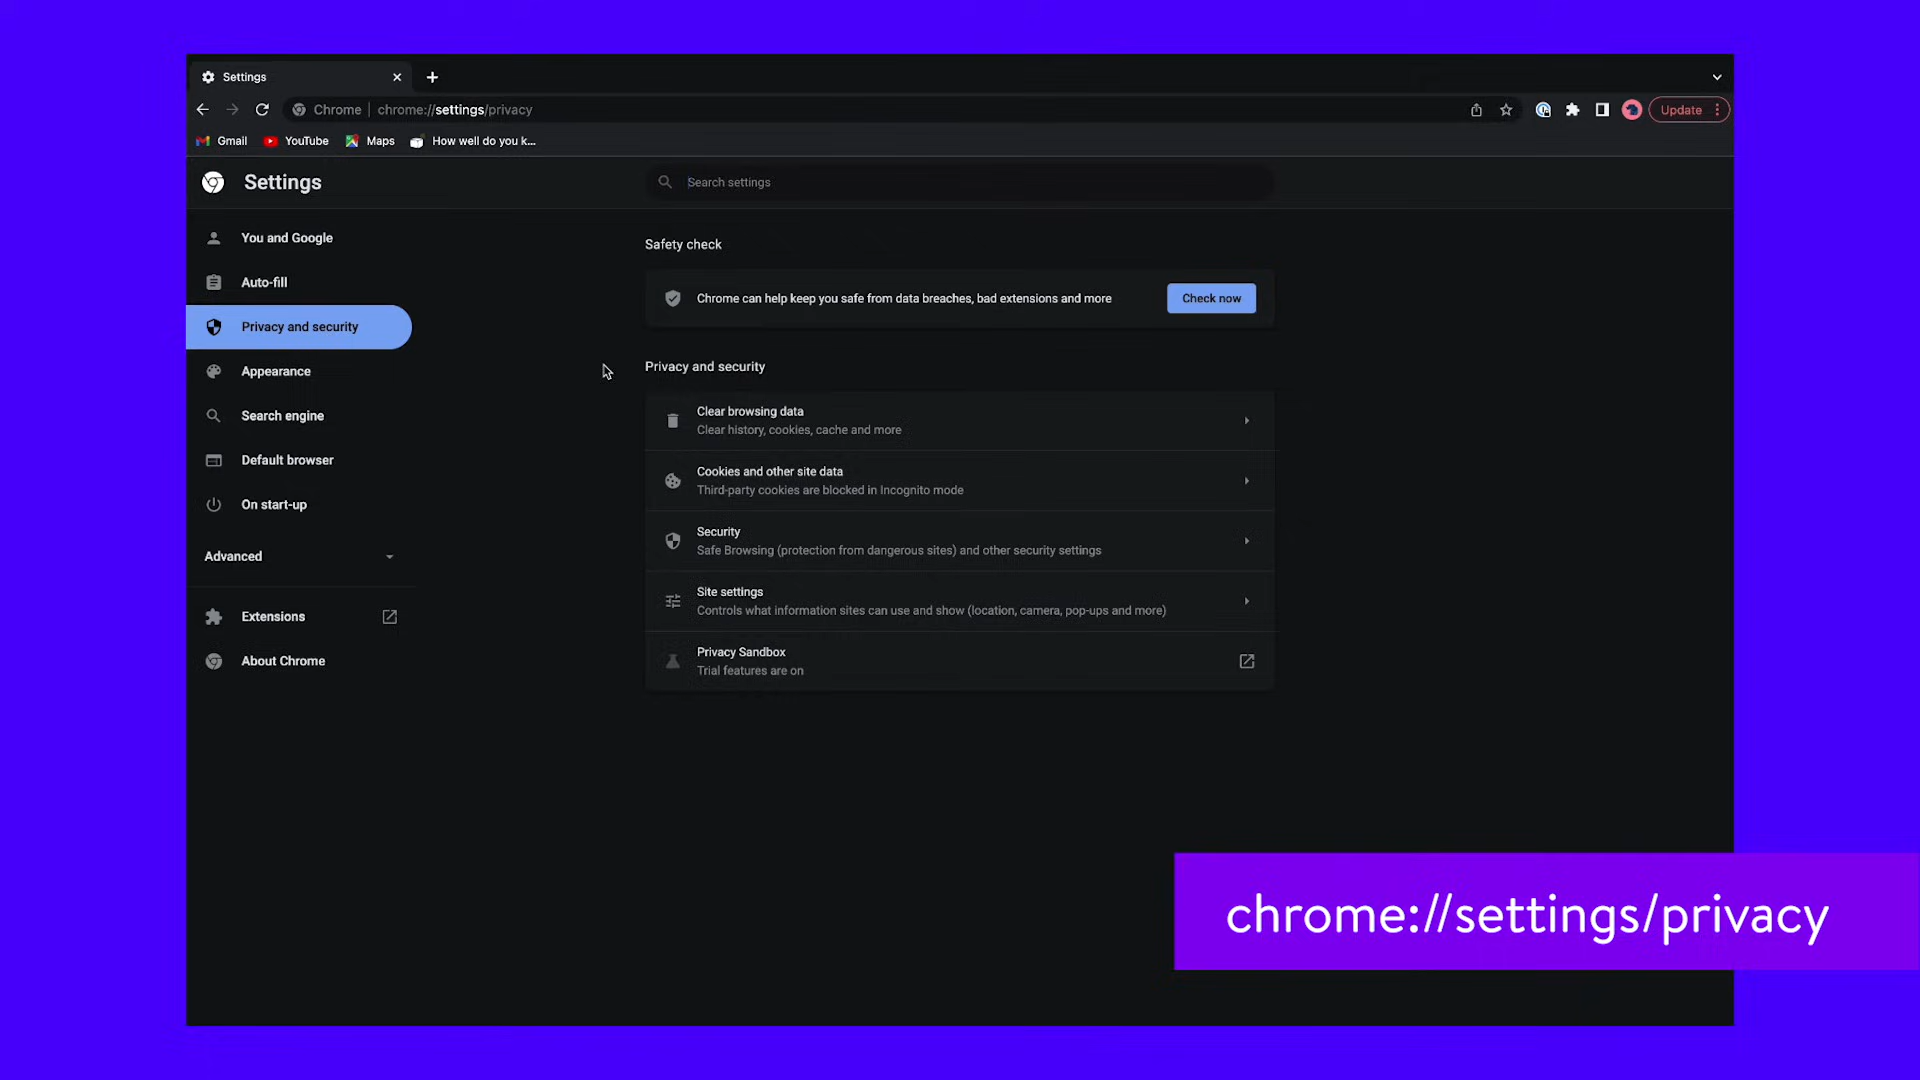 Settings
Chrome | chrome://settings/privacy
Update
Gmail YouTube Maps How well do you k...
Settings
Search settings
You and Google
Auto-fill
Privacy and security
Appearance
Search engine
Default browser
On start-up
Advanced
Extensions
About Chrome
Safety check
Chrome can help keep you safe from data breaches, bad extensions and more
Check now
Privacy and security
Clear browsing data
Clear history, cookies, cache and more
Cookies and other site data
Third-party cookies are blocked in Incognito mode
Security
Safe Browsing (protection from dangerous sites) and other security settings
Site settings
Controls what information sites can use and show (location, camera, pop-ups and more)
Privacy Sandbox
Trial features are on
chrome://settings/privacy